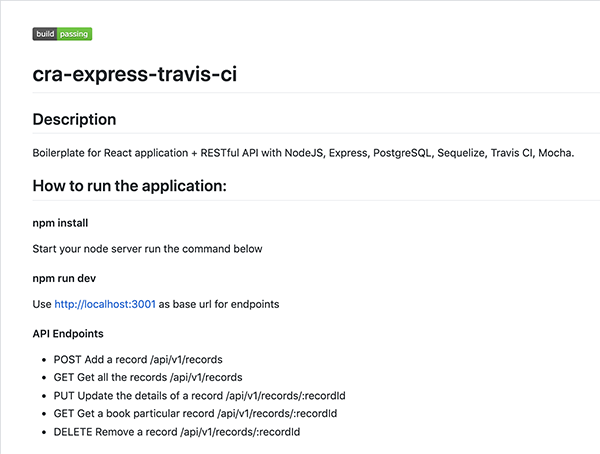 build passing
cra-express-travis-ci
Description
Boilerplate for React application + RESTful API with NodeJS, Express, PostgreSQL, Sequelize, Travis CI, Mocha.
How to run the application:
npm install
Start your node server run the command below
npm run dev
Use http://localhost:3001 as base url for endpoints
API Endpoints
• POST Add a record /api/v1/records
• GET Get all the records /api/v1/records
• PUT Update the details of a record /api/v1/records/:recordId
• GET Get a book particular record /api/v1/records/:recordId
• DELETE Remove a record /api/v1/records/:recordId